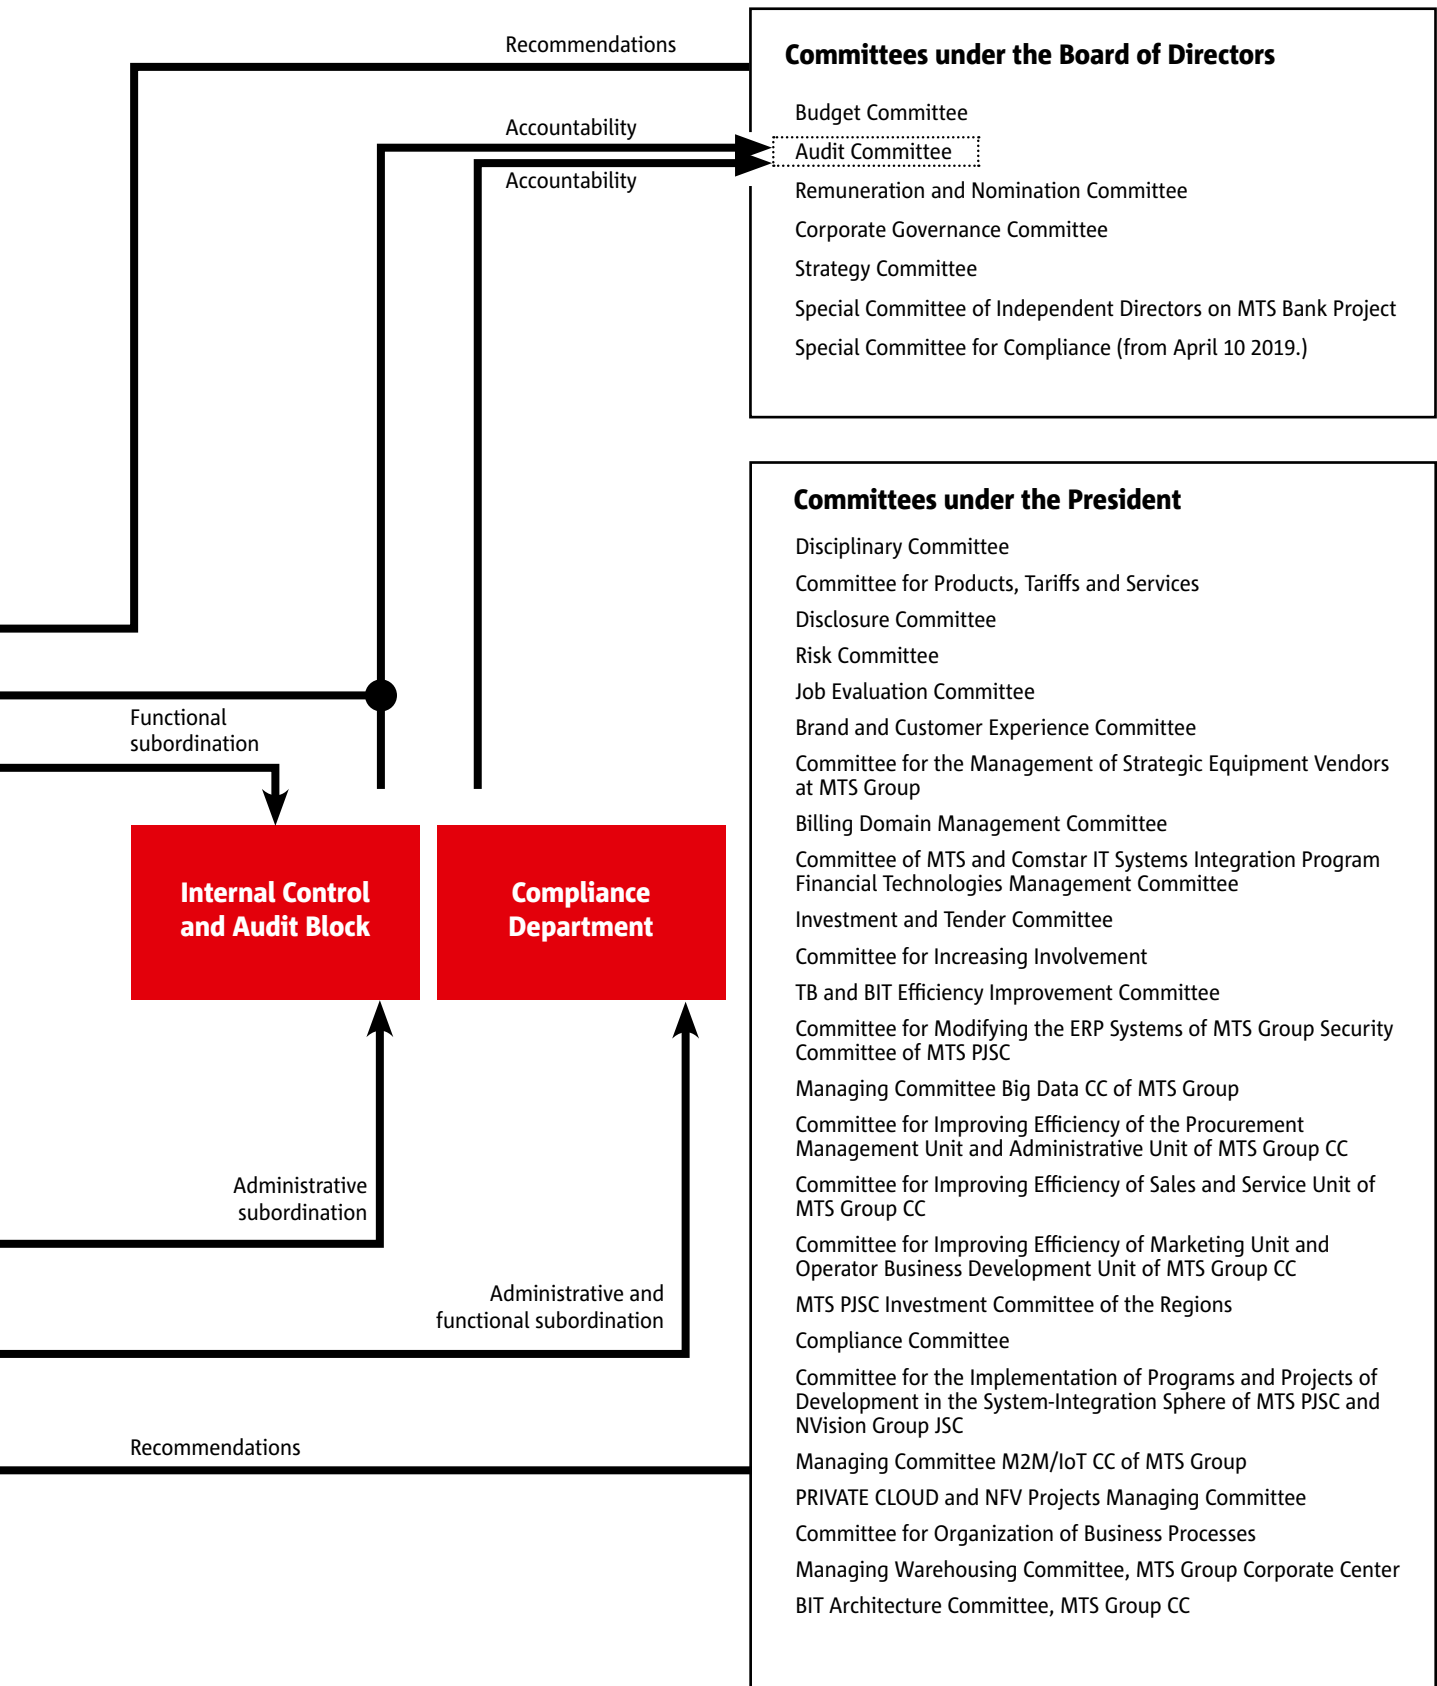 Recommendations
Accountability
Accountability
Committees under the Board of Directors
Budget Committee
Audit Committee
Remuneration and Nomination Committee
Corporate Governance Committee
Strategy Committee
Special Committee of Independent Directors on MTS Bank Project
Special Committee for Compliance (from April 10 2019.)
Functional
subordination
Internal Control
and Audit Block
Compliance
Department
Administrative
subordination
Administrative and
functional subordination
Recommendations
Committees under the President
Disciplinary Committee
Committee for Products, Tariffs and Services
Disclosure Committee
Risk Committee
Job Evaluation Committee
Brand and Customer Experience Committee
Committee for the Management of Strategic Equipment Vendors
at MTS Group
Billing Domain Management Committee
Committee of MTS and Comstar IT Systems Integration Program
Financial Technologies Management Committee
Investment and Tender Committee
Committee for Increasing Involvement
TB and BIT Efficiency Improvement Committee
Committee for Modifying the ERP Systems of MTS Group Security
Committee of MTS PJSC
Managing Committee Big Data CC of MTS Group
Committee for Improving Efficiency of the Procurement
Management Unit and Administrative Unit of MTS Group CC
Committee for Improving Efficiency of Sales and Service Unit of
MTS Group CC
Committee for Improving Efficiency of Marketing Unit and
Operator Business Development Unit of MTS Group CC
MTS PJSC Investment Committee of the Regions
Compliance Committee
Committee for the Implementation of Programs and Projects of
Development in the System-Integration Sphere of MTS PJSC and
NVision Group JSC
Managing Committee M2M/IoT CC of MTS Group
PRIVATE CLOUD and NFV Projects Managing Committee
Committee for Organization of Business Processes
Managing Warehousing Committee, MTS Group Corporate Center
BIT Architecture Committee, MTS Group CC